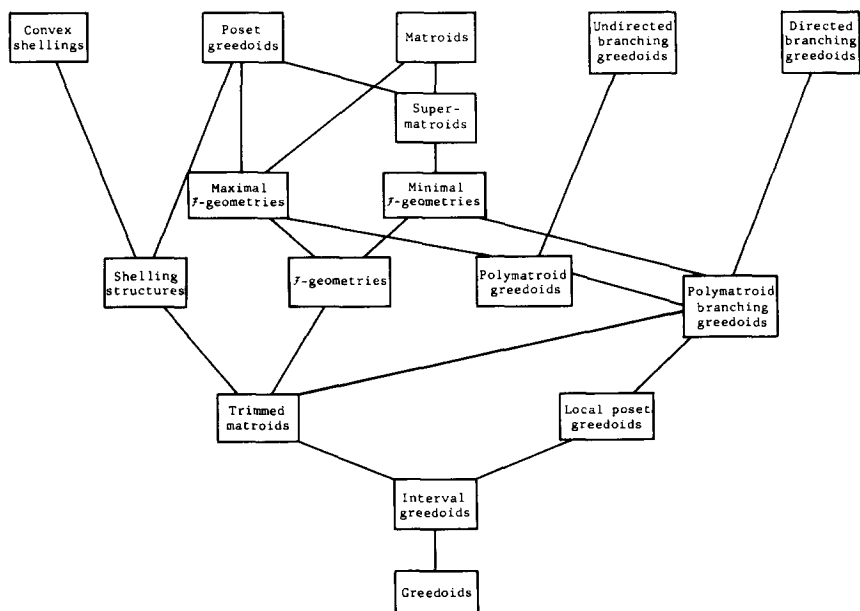 Convex
shellings
Poset
greedoids
Matroids
Undirected
branching
greedoids
Directed
branching
greedoids
Super-
matroids
Maximal
𝓕-geometries
Minimal
𝓕-geometries
Shelling
structures
𝓕-geometries
Polymatroid
greedoids
Polymatroid
branching
greedoids
Trimmed
matroids
Local poset
greedoids
Interval
greedoids
Greedoids